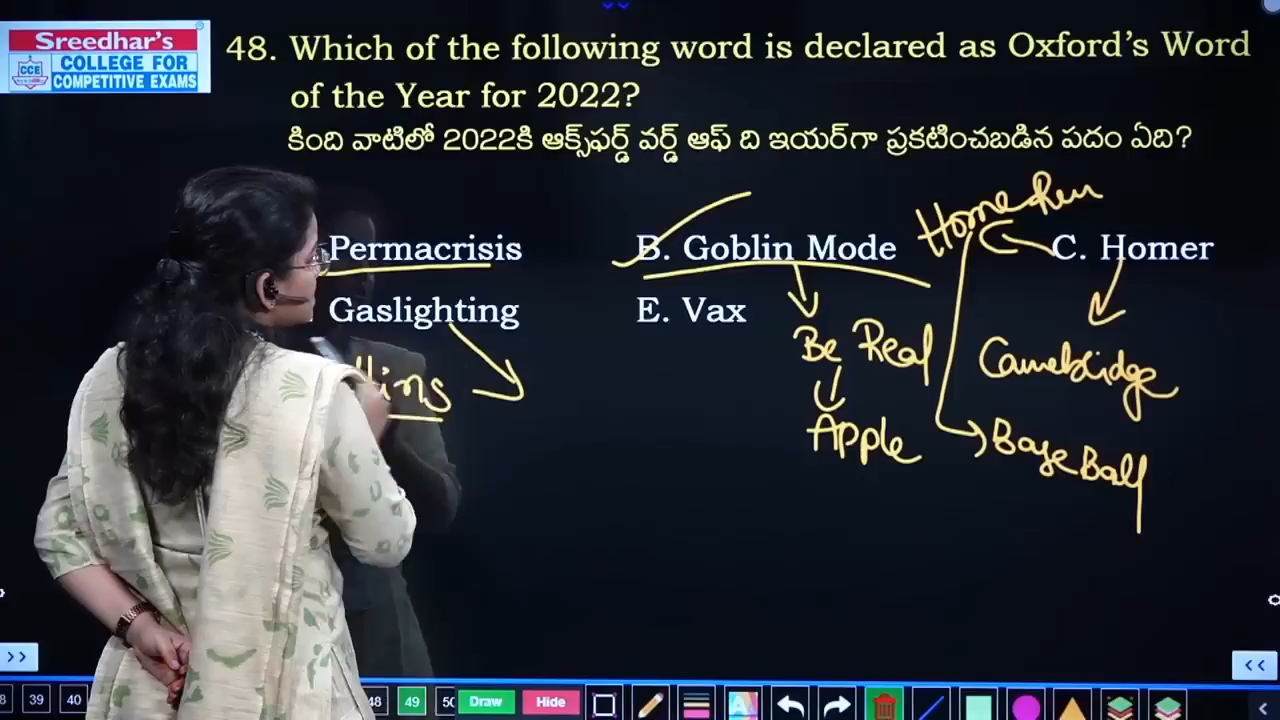 Sreedhar's
CCE
COLLEGE FOR
COMPETITIVE EXAMS
48. Which of the following word is declared as Oxford's Word
of the Year for 2022?
కింది వాటిలో 2022కి ఆక్స్‌ఫర్డ్ వర్డ్ ఆఫ్ ది ఇయర్‌గా ప్రకటించబడిన పదం ఏది?
Permacrisis
B. Goblin Mode
Home Run
C. Homer
Gaslighting
E. Vax
Be Real
Apple
Base Ball
>>
<<
39 40
48 49 50 Draw Hide